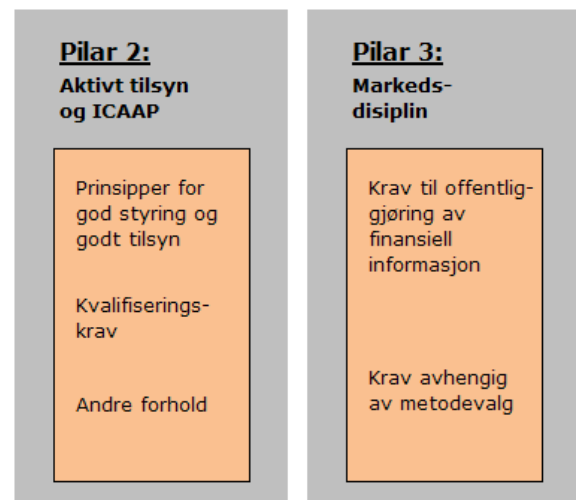 Pilar 2:
Aktivt tilsyn
og ICAAP
Prinsipper for
god styring og
godt tilsyn
Kvalifiserings-
krav
Andre forhold
Pilar 3:
Markeds-
disiplin
Krav til offentlig-
gjøring av
finansiell
informasjon
Krav avhengig
av metodevalg